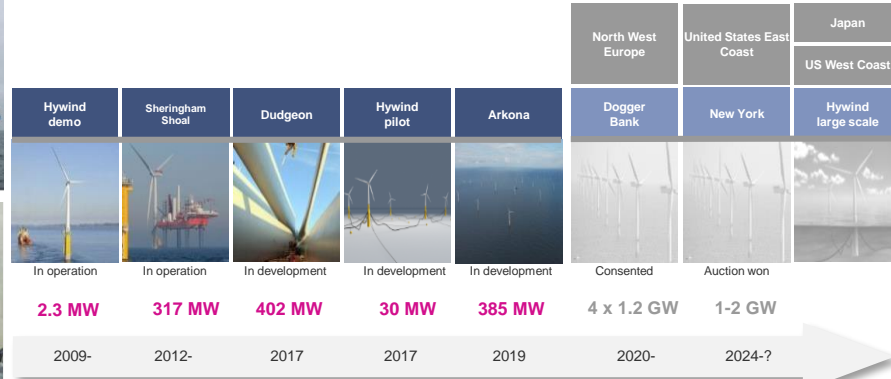 North West
Europe
United States East
Coast
Japan
US West Coast
Hywind
demo
Sheringham
Shoal
Dudgeon
Hywind
pilot
Arkona
Dogger
Bank
New York
Hywind
large scale
In operation
In operation
In development
In development
In development
Consented
Auction won
2.3 MW
317 MW
402 MW
30 MW
385 MW
4 x 1.2 GW
1-2 GW
2009-
2012-
2017
2017
2019
2020-
2024-?